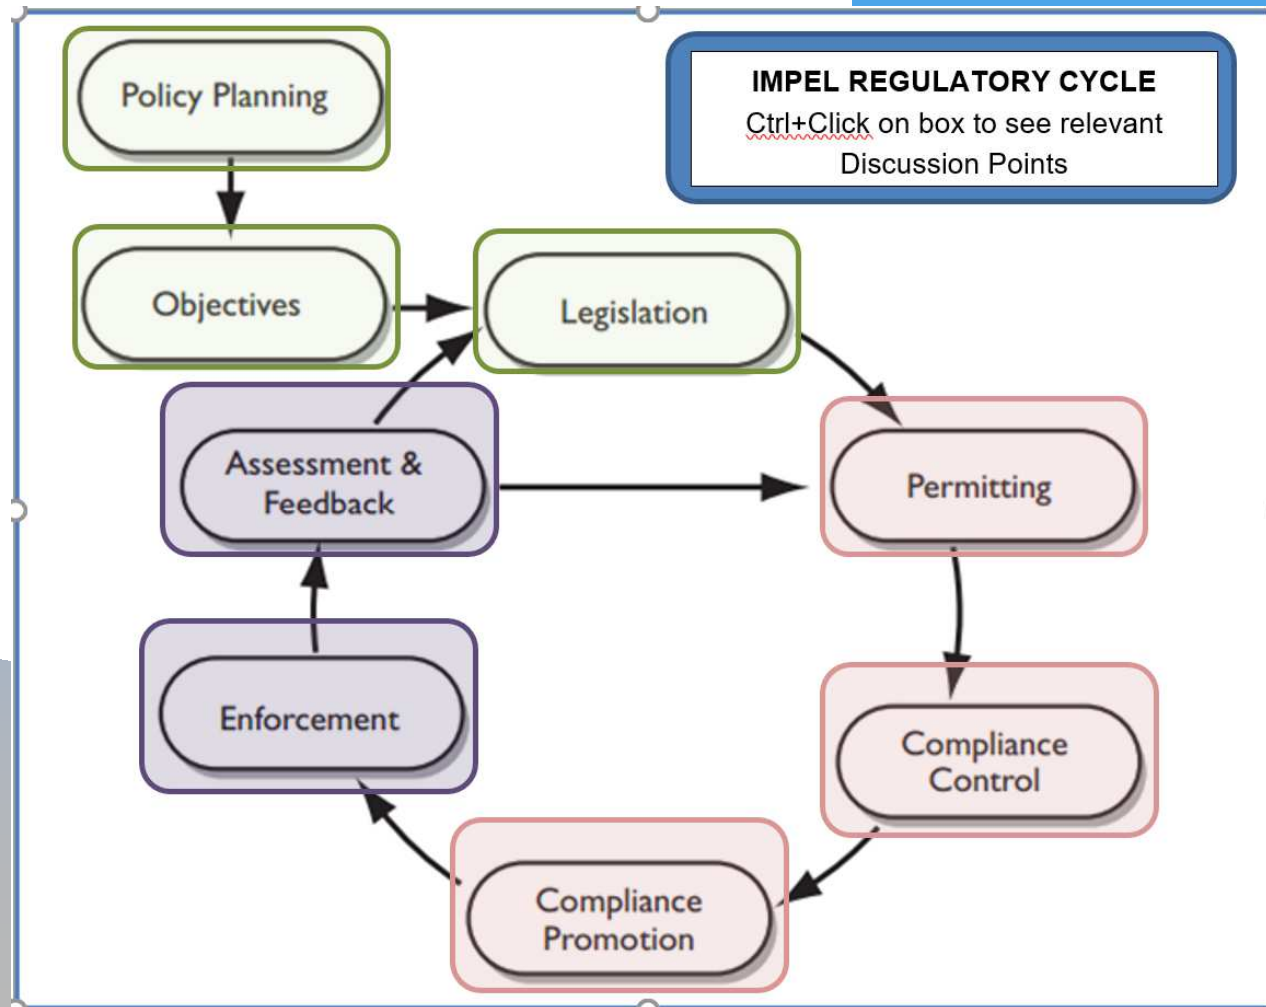 Policy Planning
IMPEL REGULATORY CYCLE
Ctrl+Click on box to see relevant
Discussion Points
Objectives
Legislation
Assessment &
Feedback
Permitting
Enforcement
Compliance
Control
Compliance
Promotion